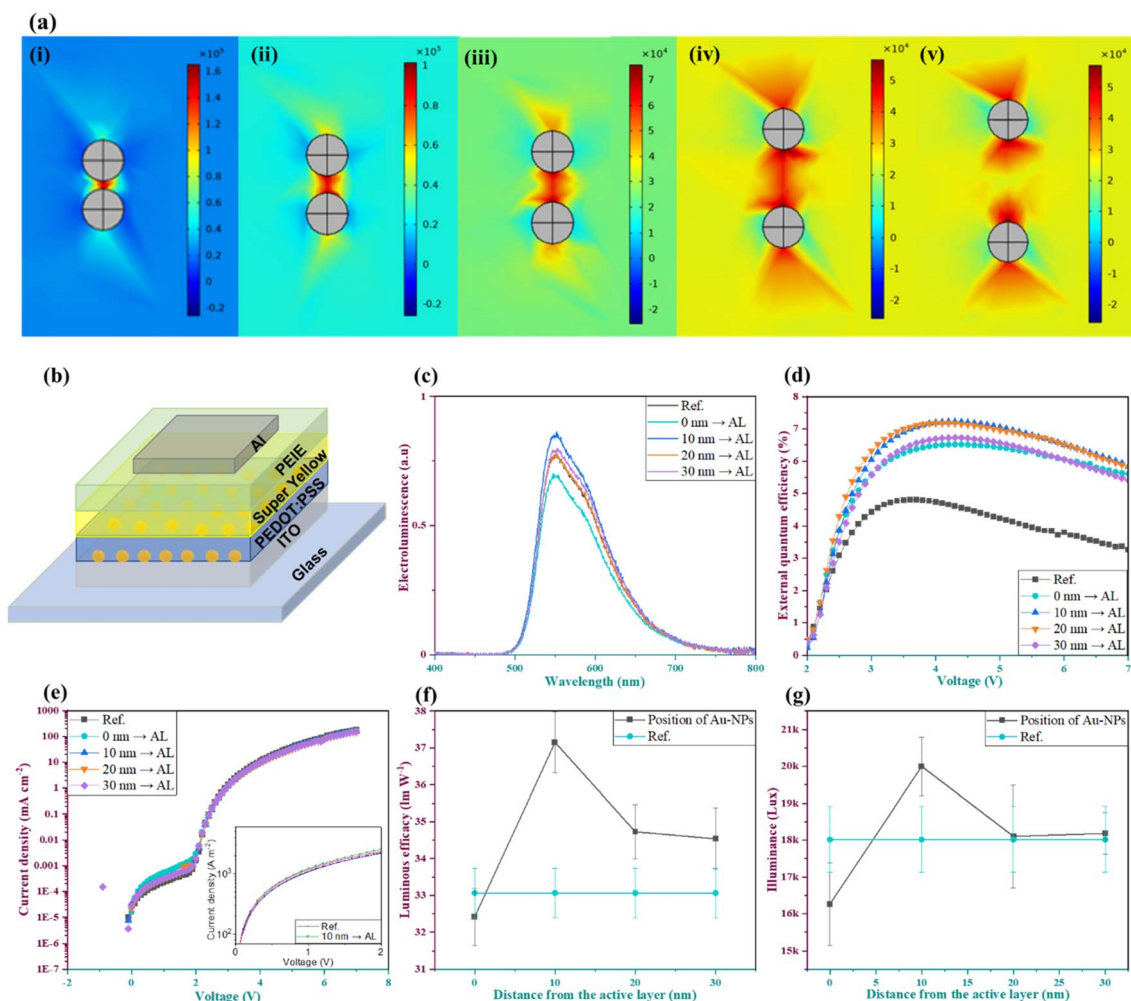 (a)
(i)
×10⁵
1.6
1.4
1.2
1
0.8
0.6
0.4
0.2
0
-0.2
(ii)
×10⁵
1
0.8
0.6
0.4
0.2
0
-0.2
(iii)
×10⁴
7
6
5
4
3
2
1
0
-1
-2
(iv)
×10⁴
5
4
3
2
1
0
-1
-2
(v)
×10⁴
5
4
3
2
1
0
-1
-2
(b)
Al
PEIE
Super Yellow
PEDOT:PSS
ITO
Glass
(c)
Electroluminescence (a.u)
1
0.5
0
400 500 600 700 800
Wavelength (nm)
Ref.
0 nm → AL
10 nm → AL
20 nm → AL
30 nm → AL
(d)
External quantum efficiency (%)
8
7
6
5
4
3
2
1
0
2 3 4 5 6 7
Voltage (V)
Ref.
0 nm → AL
10 nm → AL
20 nm → AL
30 nm → AL
(e)
Current density (mA cm⁻²)
1000
100
10
1
0.1
0.01
0.001
1E-4
1E-5
1E-6
1E-7
-2 0 2 4 6 8
Voltage (V)
Ref.
0 nm → AL
10 nm → AL
20 nm → AL
30 nm → AL
Current density (A m⁻²)
10³
10²
0 1 2
Voltage (V)
Ref.
10 nm → AL
(f)
Luminous efficacy (lm W⁻¹)
38
37
36
35
34
33
32
31
0 10 20 30
Distance from the active layer (nm)
Position of Au-NPs
Ref.
(g)
Illuminance (Lux)
21k
20k
19k
18k
17k
16k
15k
0 5 10 15 20 25 30
Distance from the active layer (nm)
Position of Au-NPs
Ref.